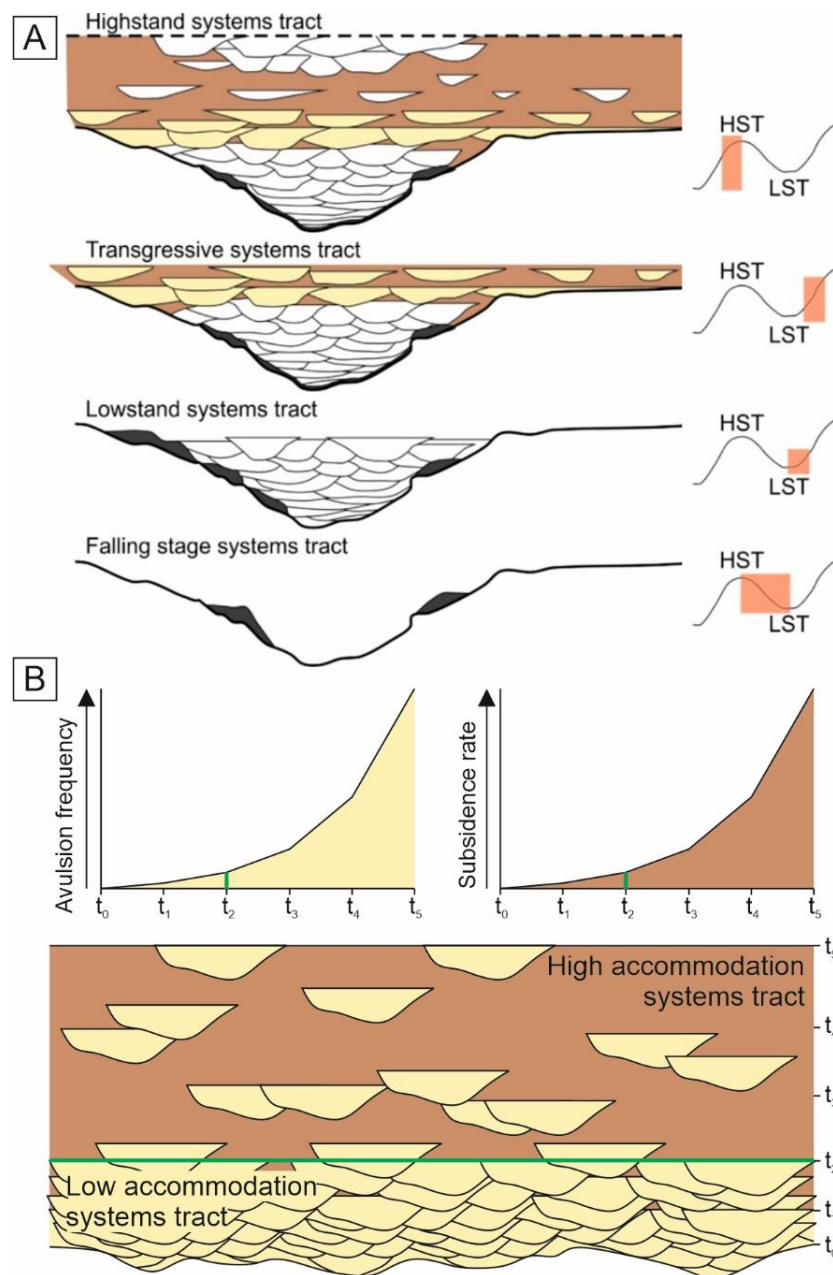 A
Highstand systems tract
HST
LST
Transgressive systems tract
HST
LST
Lowstand systems tract
HST
LST
Falling stage systems tract
HST
LST
B
Avulsion frequency
t0 t1 t2 t3 t4 t5
Subsidence rate
t0 t1 t2 t3 t4 t5
High accommodation
systems tract
Low accommodation
systems tract